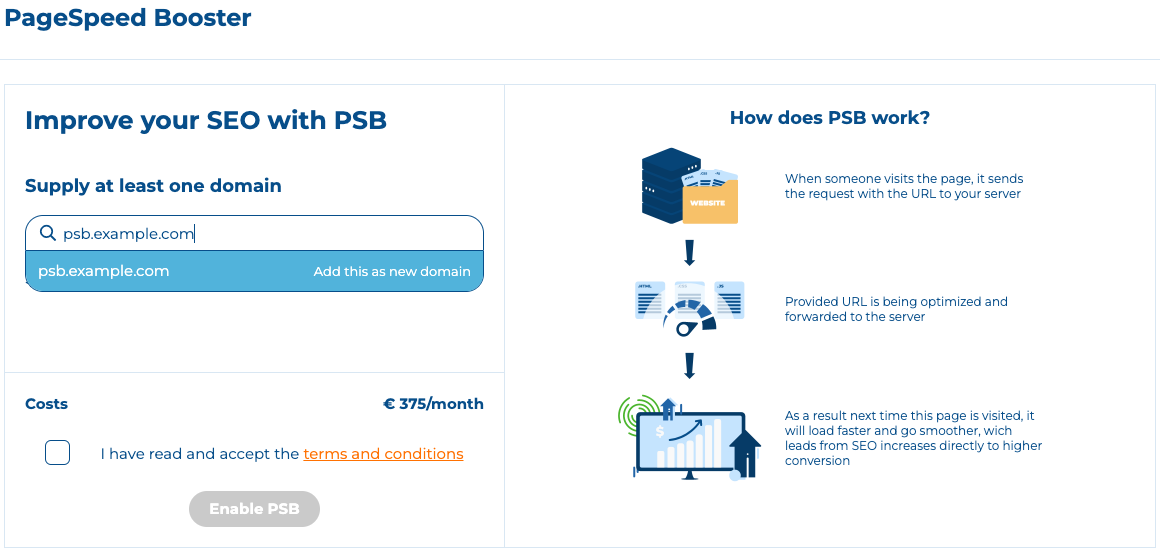 PageSpeed Booster
Improve your SEO with PSB
Supply at least one domain
psb.example.com
psb.example.com Add this as new domain
Costs € 375/month
I have read and accept the terms and conditions
Enable PSB
How does PSB work?
HTML CSS JS
WEBSITE
When someone visits the page, it sends
the request with the URL to your server
.HTML .CSS .JS
Provided URL is being optimized and
forwarded to the server
$
As a result next time this page is visited, it
will load faster and go smoother, wich
leads from SEO increases directly to higher
conversion